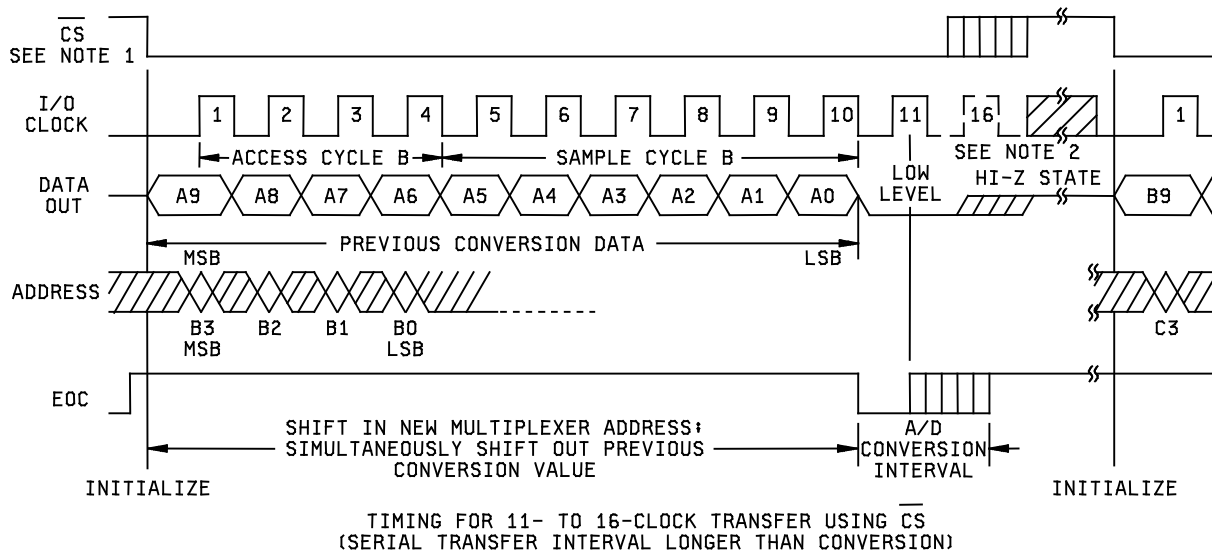 CS
SEE NOTE 1
I/O
CLOCK
1 2 3 4 5 6 7 8 9 10 11 16 1
ACCESS CYCLE B SAMPLE CYCLE B SEE NOTE 2
LOW
LEVEL
HI-Z STATE
DATA
OUT
A9 A8 A7 A6 A5 A4 A3 A2 A1 A0 B9
PREVIOUS CONVERSION DATA
MSB LSB
ADDRESS
B3 B2 B1 B0 C3
MSB LSB
EOC
SHIFT IN NEW MULTIPLEXER ADDRESS;
SIMULTANEOUSLY SHIFT OUT PREVIOUS
CONVERSION VALUE
A/D
CONVERSION
INTERVAL
INITIALIZE INITIALIZE
TIMING FOR 11- TO 16-CLOCK TRANSFER USING CS
(SERIAL TRANSFER INTERVAL LONGER THAN CONVERSION)